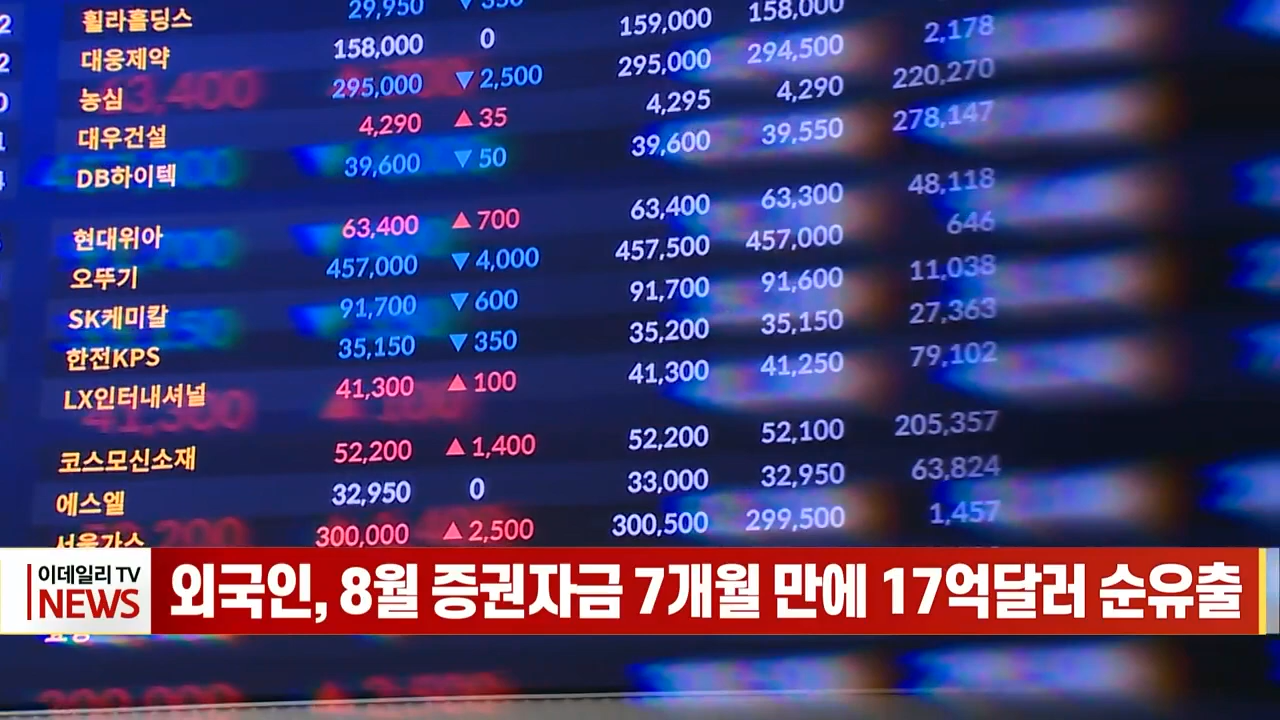 휠라홀딩스 29,950 ▼ 350
대웅제약 158,000 0 159,000 158,000
농심 295,000 ▼ 2,500 295,000 294,500 2,178
대우건설 4,290 ▲ 35 4,295 4,290 220,270
DB하이텍 39,600 ▼ 50 39,600 39,550 278,147
현대위아 63,400 ▲ 700 63,400 63,300 48,118
오뚜기 457,000 ▼ 4,000 457,500 457,000 646
SK케미칼 91,700 ▼ 600 91,700 91,600 11,038
한전KPS 35,150 ▼ 350 35,200 35,150 27,363
LX인터내셔널 41,300 ▲ 100 41,300 41,250 79,102
코스모신소재 52,200 ▲ 1,400 52,200 52,100 205,357
에스엘 32,950 0 33,000 32,950 63,824
서울가스 300,000 ▲ 2,500 300,500 299,500 1,457
이데일리 TV
NEWS
외국인, 8월 증권자금 7개월 만에 17억달러 순유출